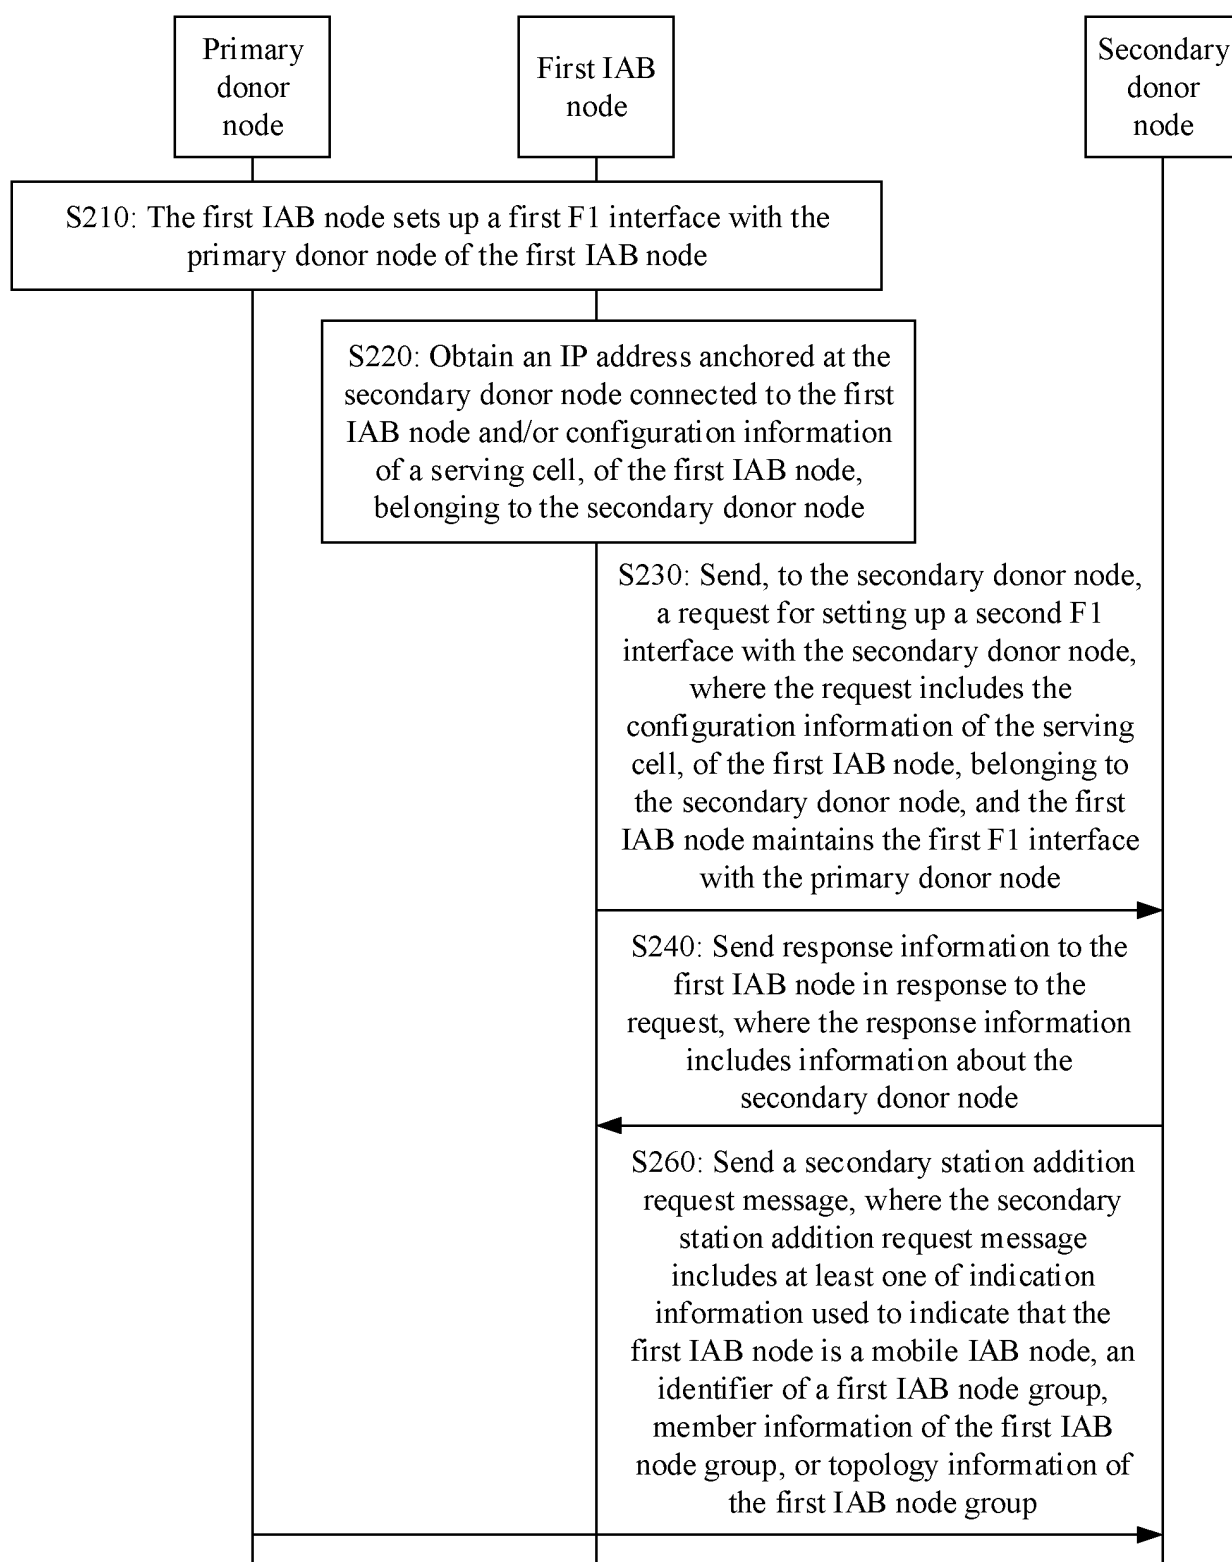 Primary
donor
node
First IAB
node
Secondary
donor
node
S210: The first IAB node sets up a first F1 interface with the
primary donor node of the first IAB node
S220: Obtain an IP address anchored at the
secondary donor node connected to the first
IAB node and/or configuration information
of a serving cell, of the first IAB node,
belonging to the secondary donor node
S230: Send, to the secondary donor node,
a request for setting up a second F1
interface with the secondary donor node,
where the request includes the
configuration information of the serving
cell, of the first IAB node, belonging to
the secondary donor node, and the first
IAB node maintains the first F1 interface
with the primary donor node
S240: Send response information to the
first IAB node in response to the
request, where the response information
includes information about the
secondary donor node
S260: Send a secondary station addition
request message, where the secondary
station addition request message
includes at least one of indication
information used to indicate that the
first IAB node is a mobile IAB node, an
identifier of a first IAB node group,
member information of the first IAB
node group, or topology information of
the first IAB node group